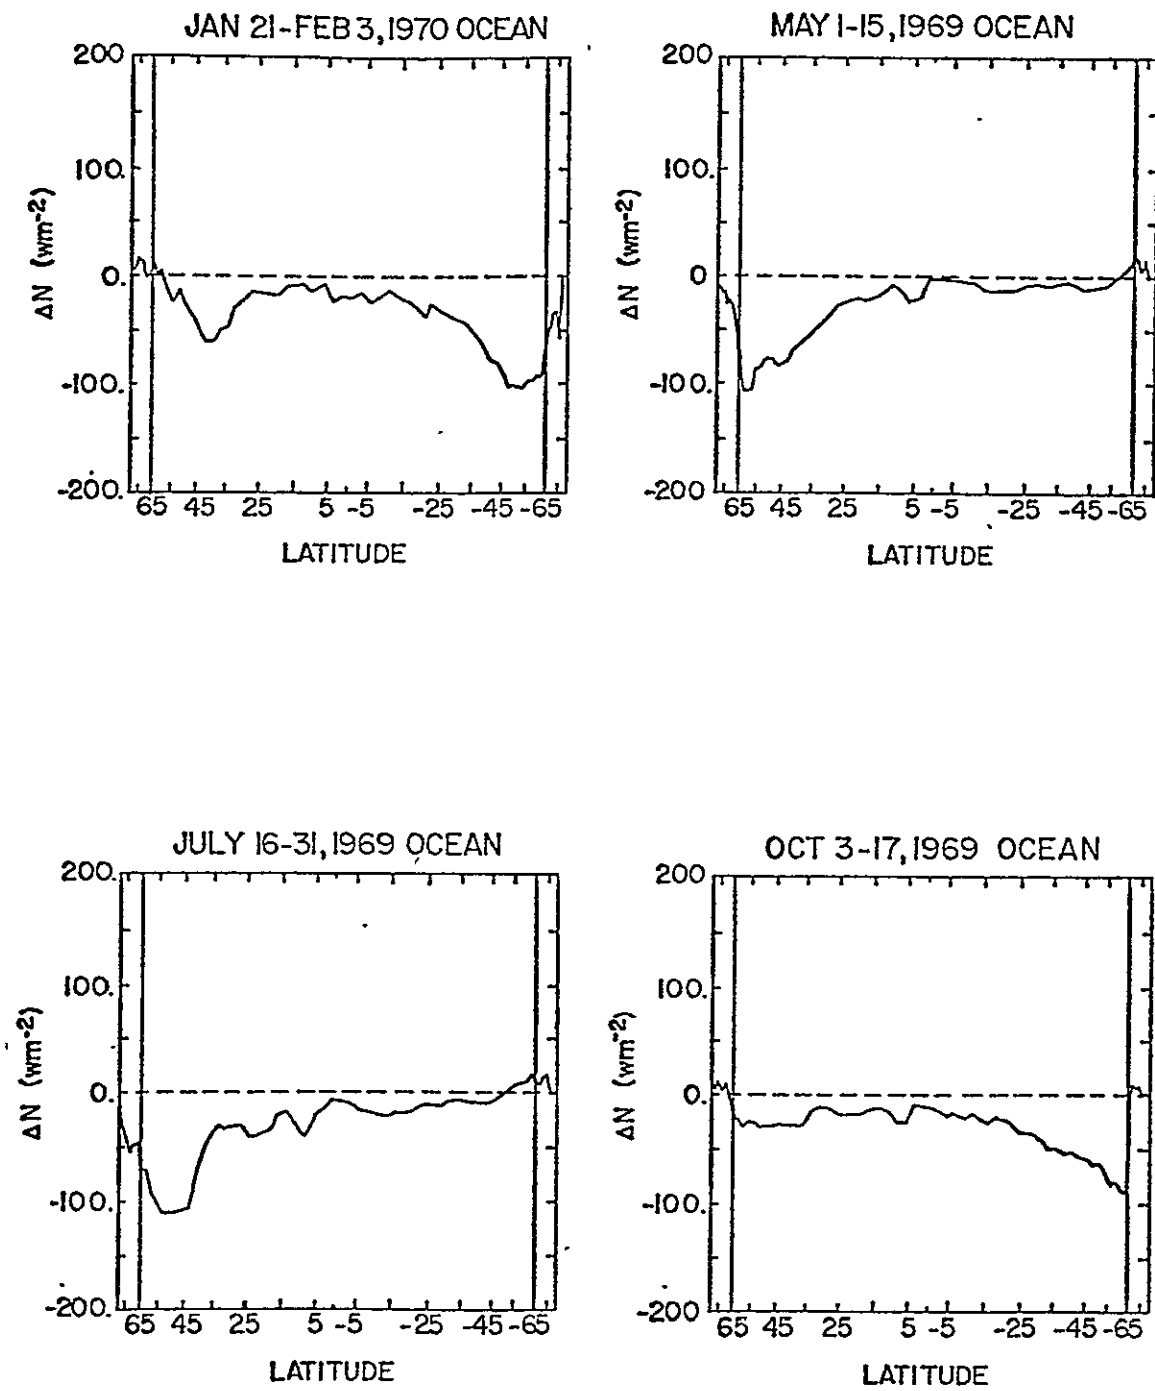 JAN 21-FEB 3, 1970 OCEAN
200
100.
0.
-100.
-200.
ΔN (wm-2)
65 45 25 5 -5 -25 -45 -65
LATITUDE
MAY 1-15, 1969 OCEAN
200
100.
0
-100.
-200
ΔN (wm-2)
65 45 25 5 -5 -25 -45 -65
LATITUDE
JULY 16-31, 1969 OCEAN
200.
100.
0.
-100.
-200.
ΔN (wm-2)
65 45 25 5 -5 -25 -45 -65
LATITUDE
OCT 3-17, 1969 OCEAN
200
100.
0.
-100.
-200
ΔN (wm-2)
65 45 25 5 -5 -25 -45 -65
LATITUDE